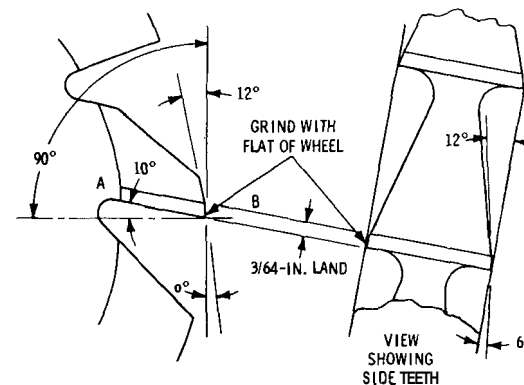 12°
GRIND WITH
FLAT OF WHEEL
12°
90°
10°
A
B
3/64-IN. LAND
0°
VIEW
SHOWING
SIDE TEETH
6